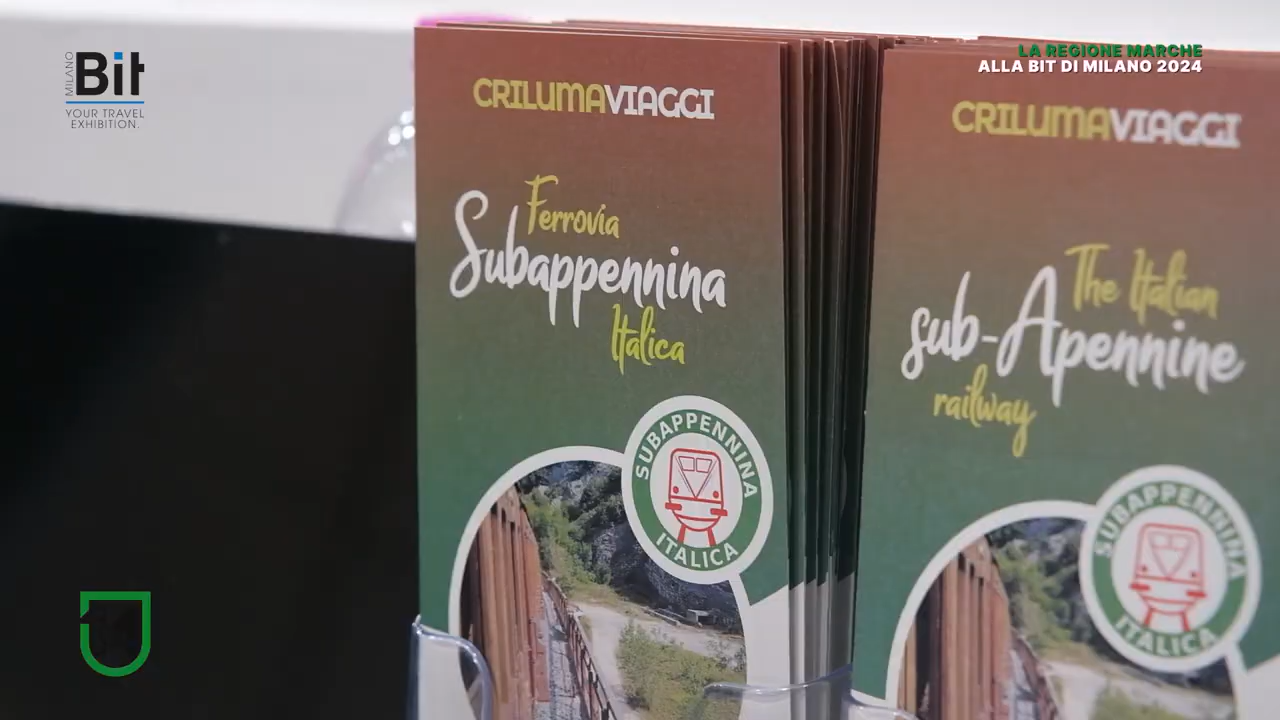 MILANO
Bit
YOUR TRAVEL
EXHIBITION.
LA REGIONE MARCHE
ALLA BIT DI MILANO 2024
CRILUMAVIAGGI
Ferrovia
Subappennina
Italica
SUBAPPENNINA
ITALICA
CRILUMAVIAGGI
The Italian
sub-Apennine
railway
SUBAPPENNINA
ITALICA